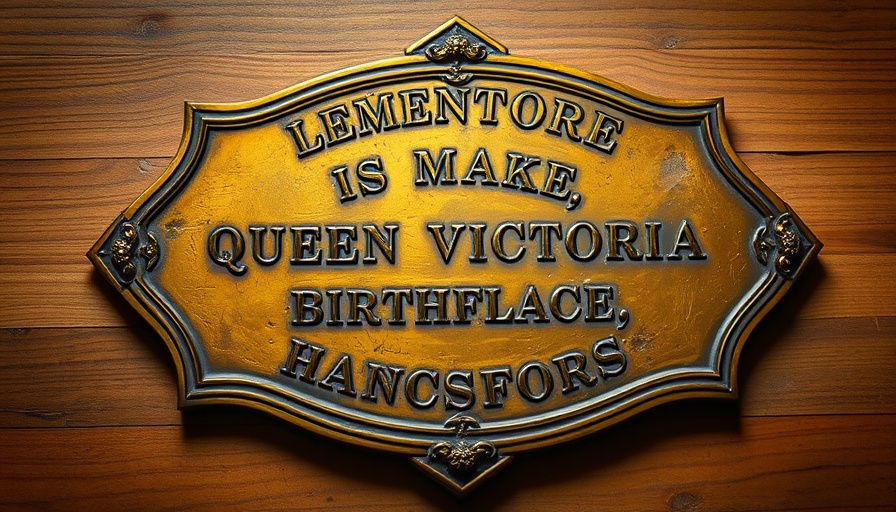 LEMENTORE
IS MAKE,
QUEEN VICTORIA
BIRTHFLACE,
HANCSFORS